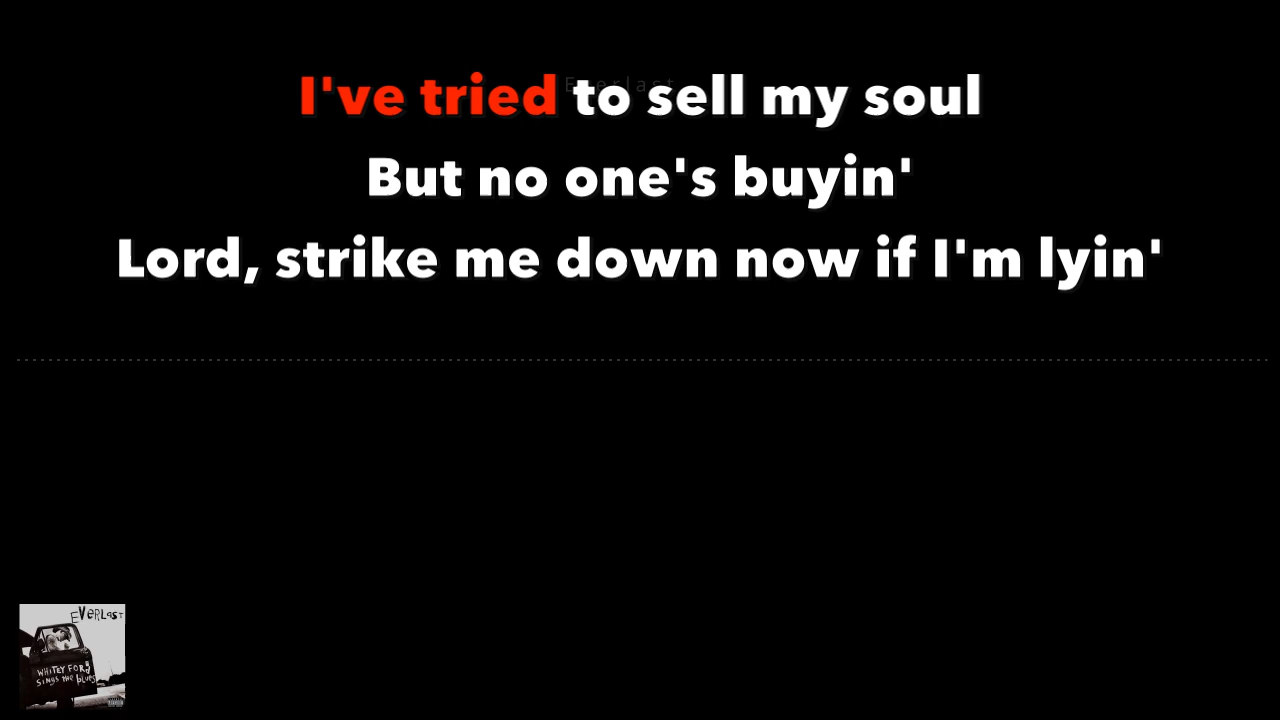 Everlast
I've tried to sell my soul
But no one's buyin'
Lord, strike me down now if I'm lyin'
EVERLAST
WHITEY FORD
SINGS THE BLUES